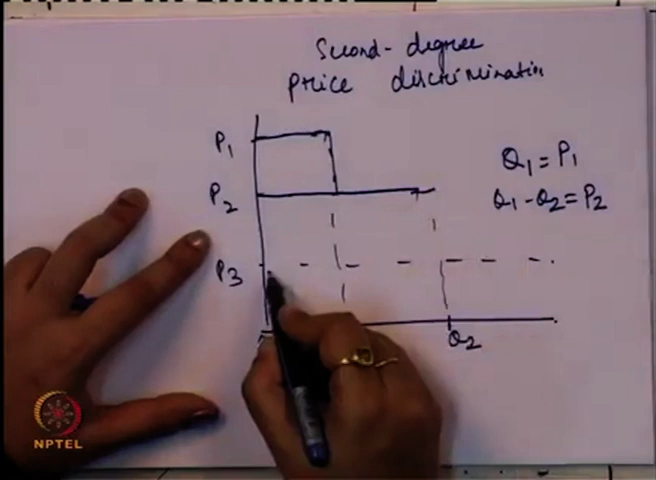 Second-degree
price discrimination
P1
Q1 = P1
P2
Q1 - Q2 = P2
P3
Q2
NPTEL